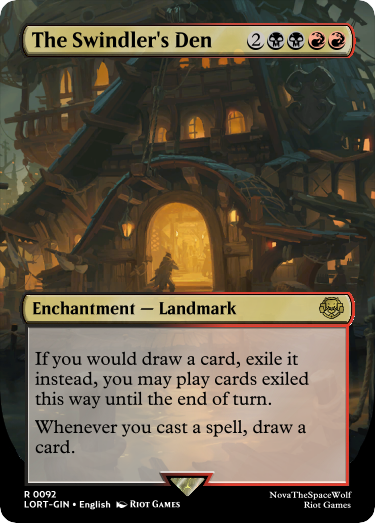 The Swindler's Den 2
Enchantment — Landmark
If you would draw a card, exile it
instead, you may play cards exiled
this way until the end of turn.
Whenever you cast a spell, draw a
card.
R 0092
LORT-GIN • English RIOT GAMES
NovaTheSpaceWolf
Riot Games